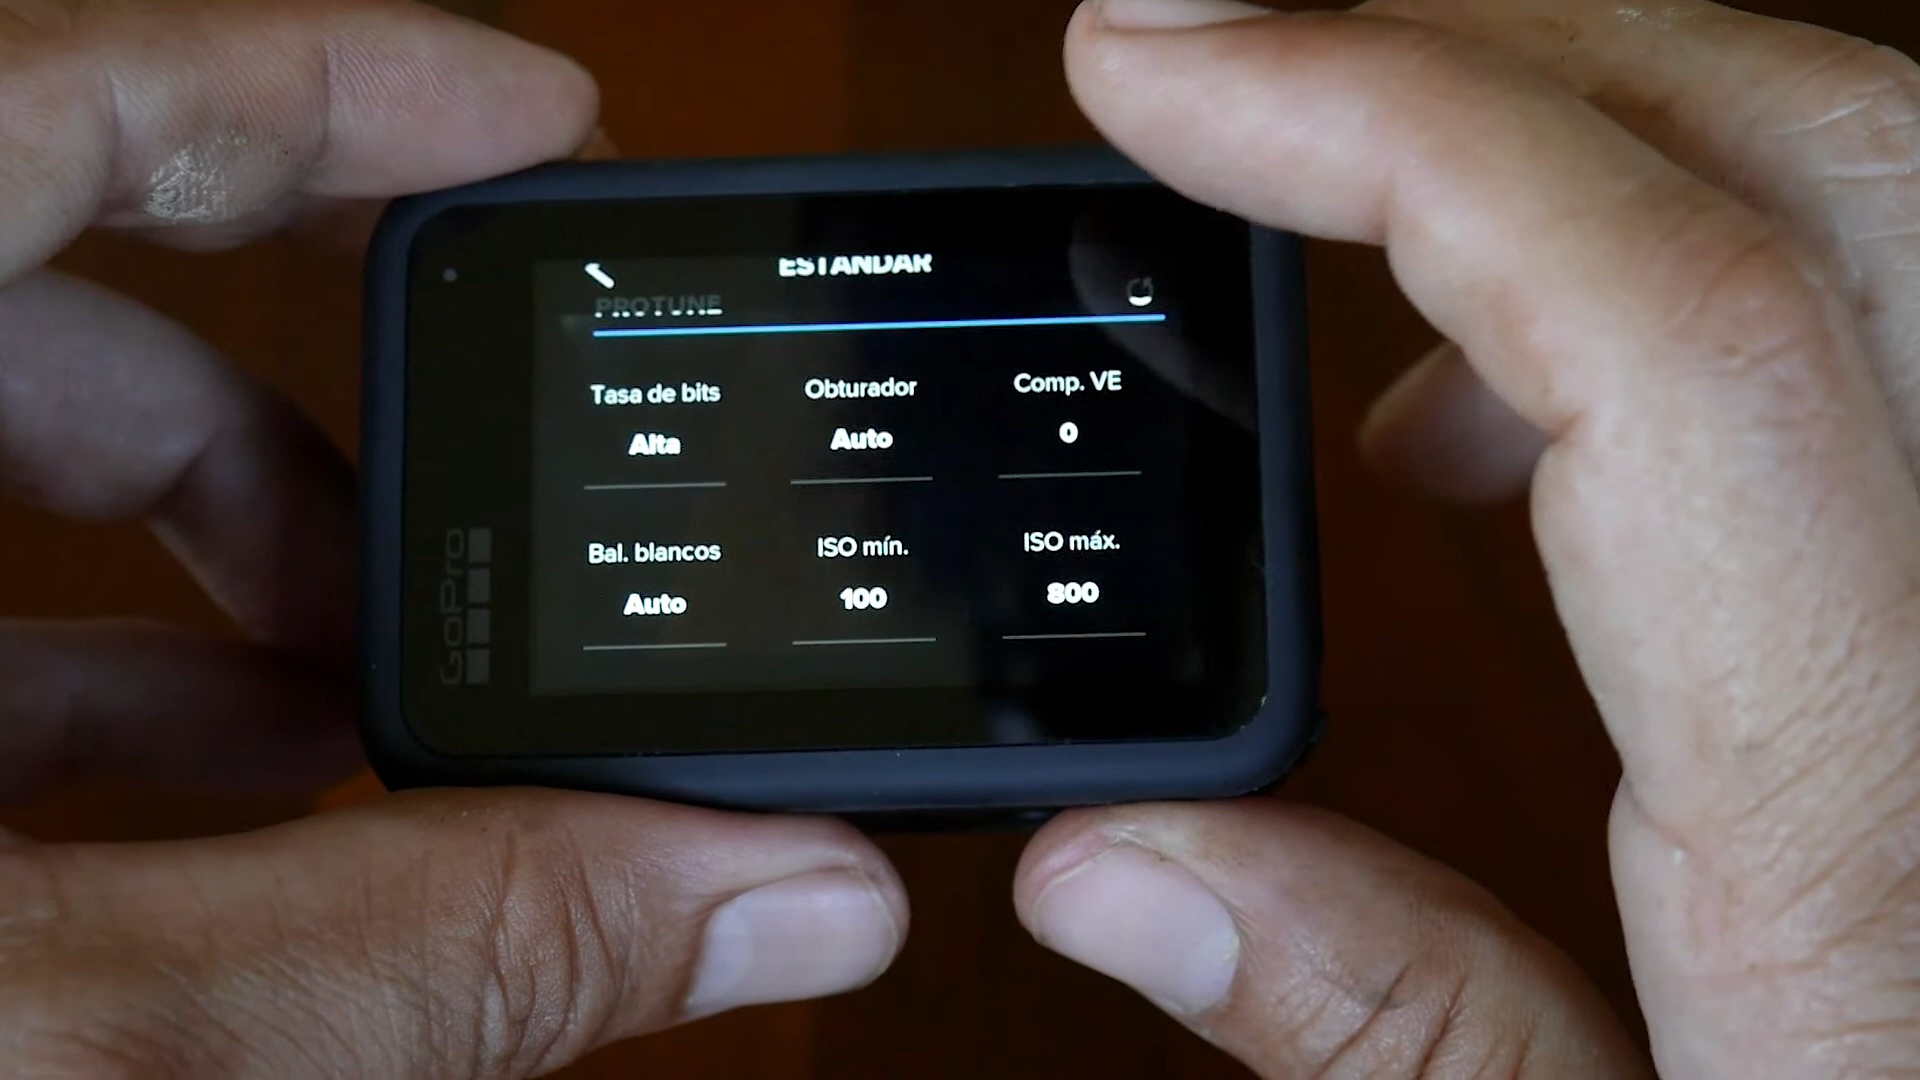 ESTÁNDAR
PROTUNE
Tasa de bits
Obturador
Comp. VE
Alta
Auto
0
Bal. blancos
ISO mín.
ISO máx.
Auto
100
800
GoPro